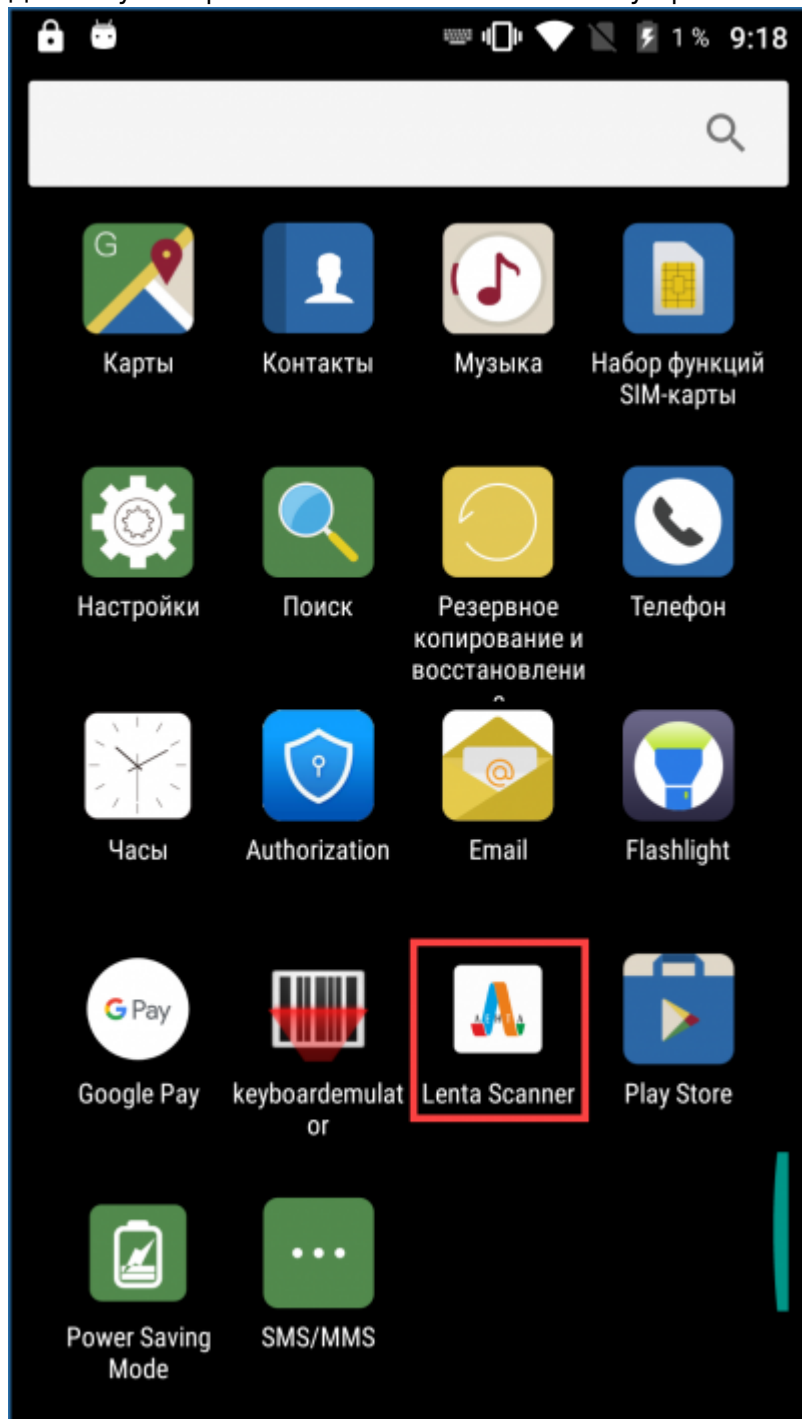 1 % 9:18
G
Карты
Контакты
Музыка
Набор функций
SIM-карты
Настройки
Поиск
Резервное
копирование и
восстановлени
Телефон
Часы
@
Authorization
Email
Flashlight
G Pay
ЛЕНТА
Google Pay
keyboardemulat
or
Lenta Scanner
Play Store
Power Saving
Mode
SMS/MMS